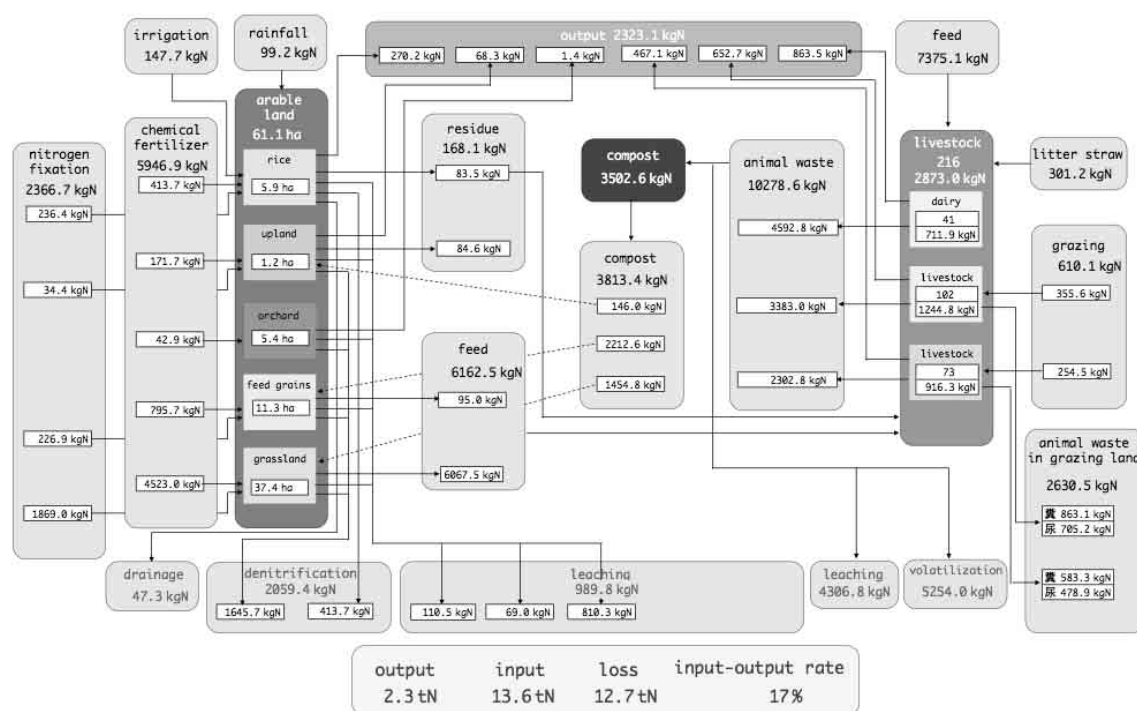 irrigation
147.7 kgN
rainfall
99.2 kgN
output 2323.1 kgN
270.2 kgN
68.3 kgN
1.4 kgN
467.1 kgN
652.7 kgN
863.5 kgN
feed
7375.1 kgN
nitrogen
fixation
2366.7 kgN
236.4 kgN
34.4 kgN
226.9 kgN
1869.0 kgN
chemical
fertilizer
5946.9 kgN
413.7 kgN
171.7 kgN
42.9 kgN
795.7 kgN
4523.0 kgN
arable
land
61.1 ha
rice
5.9 ha
upland
1.2 ha
orchard
5.4 ha
feed grains
11.3 ha
grassland
37.4 ha
residue
168.1 kgN
83.5 kgN
84.6 kgN
feed
6162.5 kgN
95.0 kgN
6067.5 kgN
compost
3502.6 kgN
compost
3813.4 kgN
146.0 kgN
2212.6 kgN
1454.8 kgN
animal waste
10278.6 kgN
4592.8 kgN
3383.0 kgN
2302.8 kgN
livestock
216
2873.0 kgN
dairy
41
711.9 kgN
livestock
102
1244.8 kgN
livestock
73
916.3 kgN
litter straw
301.2 kgN
grazing
610.1 kgN
355.6 kgN
254.5 kgN
animal waste
in grazing land
2630.5 kgN
糞 863.1 kgN
尿 705.2 kgN
糞 583.3 kgN
尿 478.9 kgN
drainage
47.3 kgN
denitrification
2059.4 kgN
1645.7 kgN
413.7 kgN
leaching
989.8 kgN
110.5 kgN
69.0 kgN
810.3 kgN
leaching
4306.8 kgN
volatilization
5254.0 kgN
output input loss input-output rate
2.3 tN 13.6 tN 12.7 tN 17%